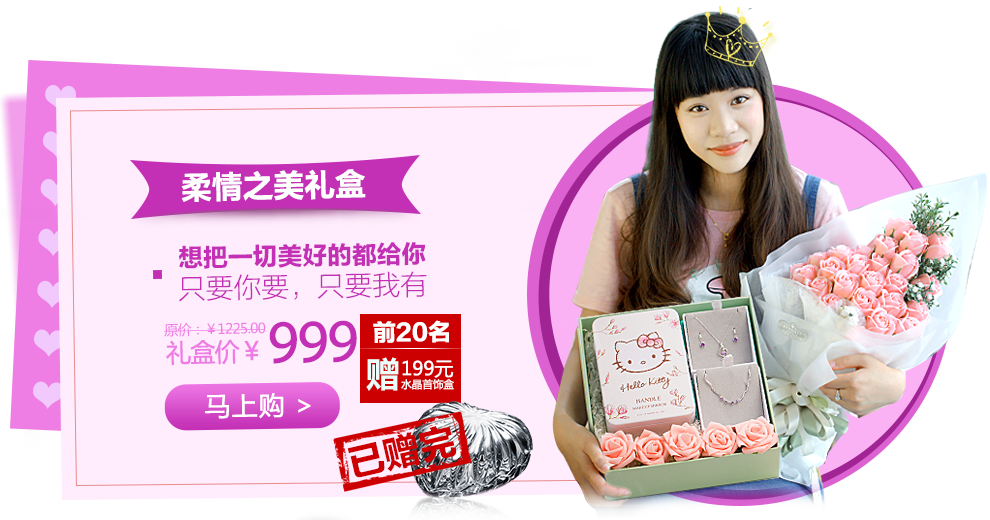 柔情之美礼盒
想把一切美好的都给你
只要你要，只要我有
原价：￥1225.00
礼盒价￥999
前20名
赠199元
水晶首饰盒
马上购 >
已赠完
Hello Kitty